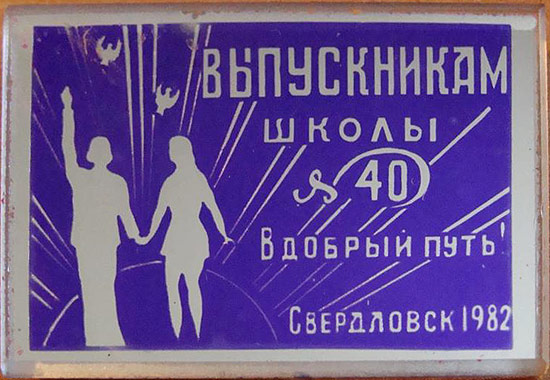 ВЫПУСКНИКАМ
ШКОЛЫ
№ 40
В ДОБРЫЙ ПУТЬ!
СВЕРДЛОВСК 1982